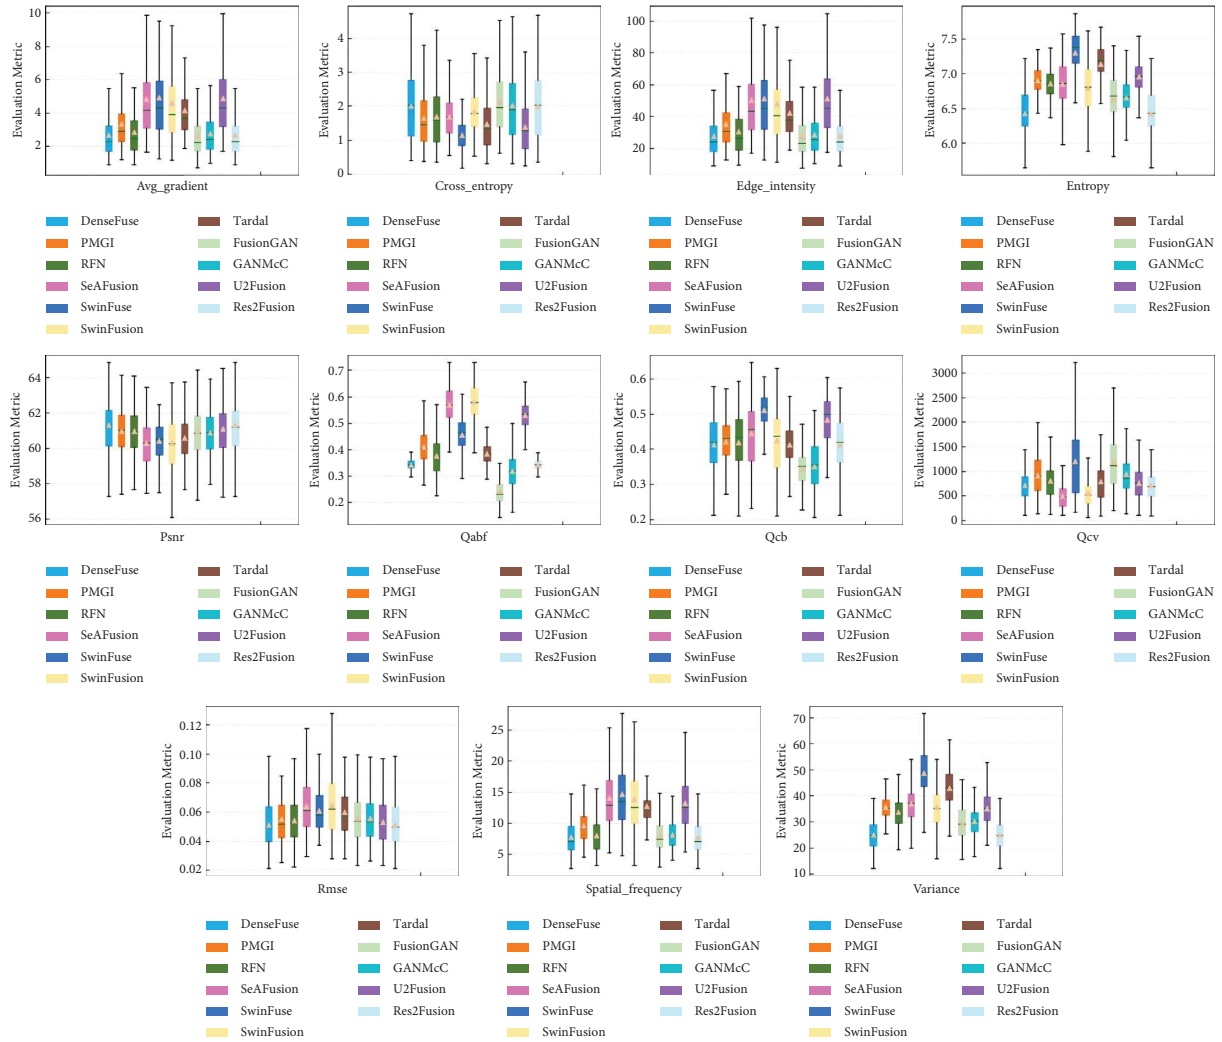 Evaluation Metric
10
8
6
4
2
Avg_gradient
Evaluation Metric
4
3
2
1
0
Cross_entropy
Evaluation Metric
100
80
60
40
20
Edge_intensity
Evaluation Metric
7.5
7.0
6.5
6.0
Entropy
DenseFuse Tardal
PMGI FusionGAN
RFN GANMcC
SeAFusion U2Fusion
SwinFuse Res2Fusion
SwinFusion
DenseFuse Tardal
PMGI FusionGAN
RFN GANMcC
SeAFusion U2Fusion
SwinFuse Res2Fusion
SwinFusion
DenseFuse Tardal
PMGI FusionGAN
RFN GANMcC
SeAFusion U2Fusion
SwinFuse Res2Fusion
SwinFusion
DenseFuse Tardal
PMGI FusionGAN
RFN GANMcC
SeAFusion U2Fusion
SwinFuse Res2Fusion
SwinFusion
Evaluation Metric
64
62
60
58
56
Psnr
Evaluation Metric
0.7
0.6
0.5
0.4
0.3
0.2
Qabf
Evaluation Metric
0.6
0.5
0.4
0.3
0.2
Qcb
Evaluation Metric
3000
2500
2000
1500
1000
500
0
Qcv
DenseFuse Tardal
PMGI FusionGAN
RFN GANMcC
SeAFusion U2Fusion
SwinFuse Res2Fusion
SwinFusion
DenseFuse Tardal
PMGI FusionGAN
RFN GANMcC
SeAFusion U2Fusion
SwinFuse Res2Fusion
SwinFusion
DenseFuse Tardal
PMGI FusionGAN
RFN GANMcC
SeAFusion U2Fusion
SwinFuse Res2Fusion
SwinFusion
DenseFuse Tardal
PMGI FusionGAN
RFN GANMcC
SeAFusion U2Fusion
SwinFuse Res2Fusion
SwinFusion
Evaluation Metric
0.12
0.10
0.08
0.06
0.04
0.02
Rmse
Evaluation Metric
25
20
15
10
5
Spatial_frequency
Evaluation Metric
70
60
50
40
30
20
10
Variance
DenseFuse Tardal
PMGI FusionGAN
RFN GANMcC
SeAFusion U2Fusion
SwinFuse Res2Fusion
SwinFusion
DenseFuse Tardal
PMGI FusionGAN
RFN GANMcC
SeAFusion U2Fusion
SwinFuse Res2Fusion
SwinFusion
DenseFuse Tardal
PMGI FusionGAN
RFN GANMcC
SeAFusion U2Fusion
SwinFuse Res2Fusion
SwinFusion